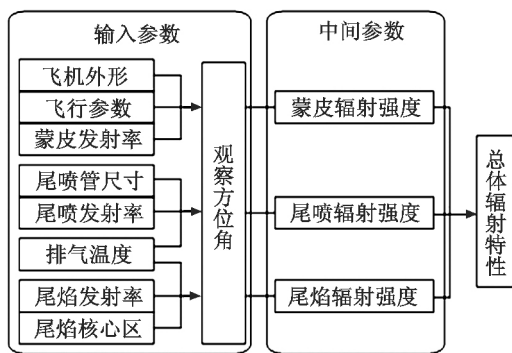 输入参数
中间参数
飞机外形
飞行参数
蒙皮发射率
尾喷管尺寸
尾喷发射率
排气温度
尾焰发射率
尾焰核心区
观察方位角
蒙皮辐射强度
尾喷辐射强度
尾焰辐射强度
总体辐射特性